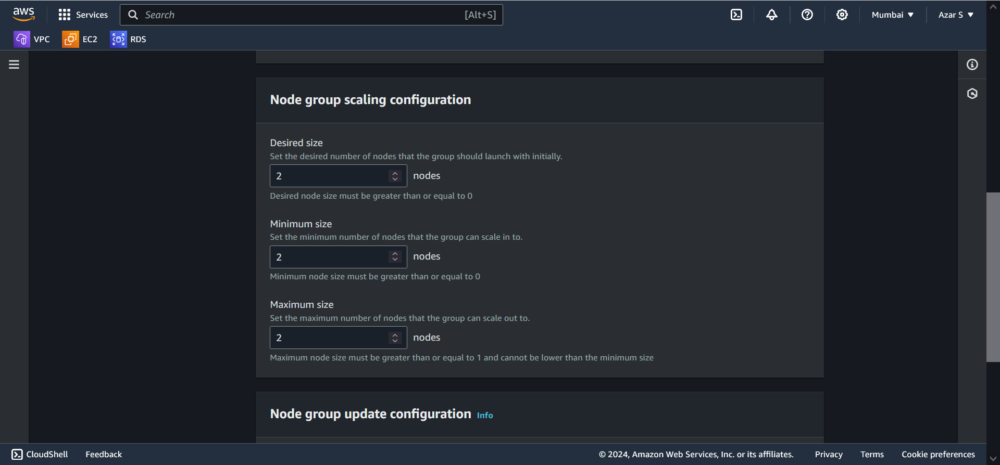 aws
Services
Search
[Alt+S]
Mumbai
Azar S
VPC
EC2
RDS
Node group scaling configuration
Desired size
Set the desired number of nodes that the group should launch with initially.
2 nodes
Desired node size must be greater than or equal to 0
Minimum size
Set the minimum number of nodes that the group can scale in to.
2 nodes
Minimum node size must be greater than or equal to 0
Maximum size
Set the maximum number of nodes that the group can scale out to.
2 nodes
Maximum node size must be greater than or equal to 1 and cannot be lower than the minimum size
Node group update configuration Info
CloudShell
Feedback
© 2024, Amazon Web Services, Inc. or its affiliates.
Privacy
Terms
Cookie preferences